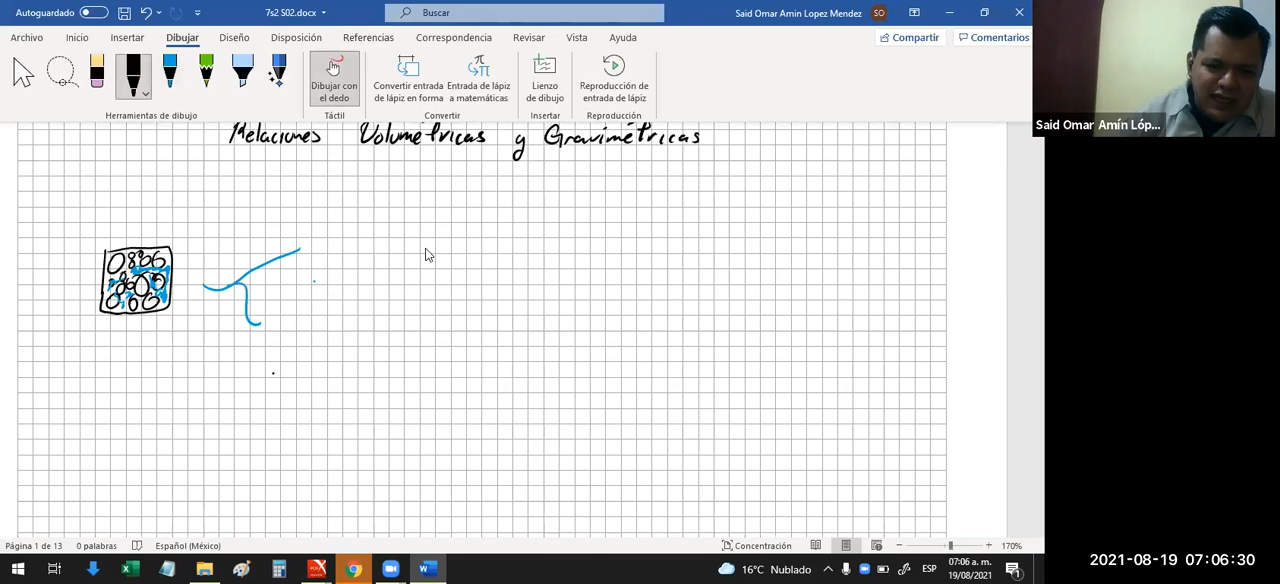 Autoguardado
7s2 S02.docx
Buscar
Said Omar Amin Lopez Mendez
SO
Archivo Inicio Insertar Dibujar Diseño Disposición Referencias Correspondencia Revisar Vista Ayuda
Compartir
Comentarios
Dibujar con el dedo
Convertir entrada de lápiz en forma
Entrada de lápiz a matemáticas
Lienzo de dibujo
Reproducción de entrada de lápiz
Herramientas de dibujo
Táctil
Convertir
Insertar
Reproducción
Said Omar Amín Lóp...
Relaciones Volumétricas y Gravimétricas
Página 1 de 13 0 palabras Español (México)
Concentración
170%
16°C Nublado
ESP
07:06 a. m.
19/08/2021
2021-08-19 07:06:30